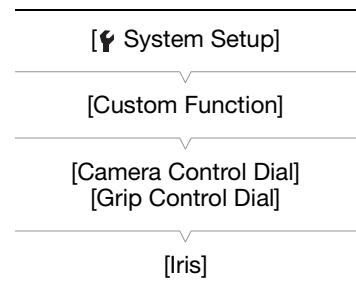 [ System Setup]
[Custom Function]
[Camera Control Dial]
[Grip Control Dial]
[Iris]